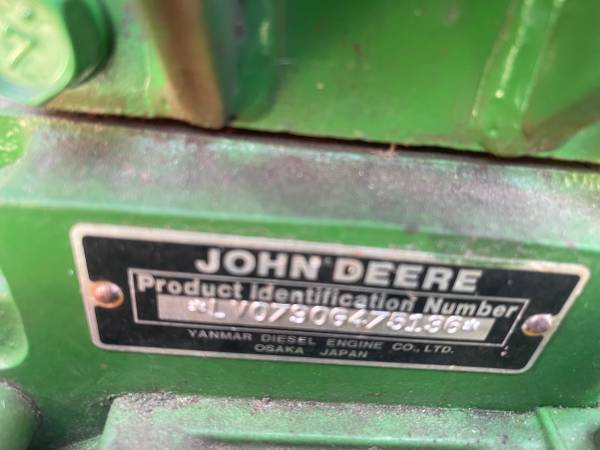 JOHN DEERE
Product Identification Number
*LV0790G475136*
YANMAR DIESEL ENGINE CO., LTD.
OSAKA JAPAN